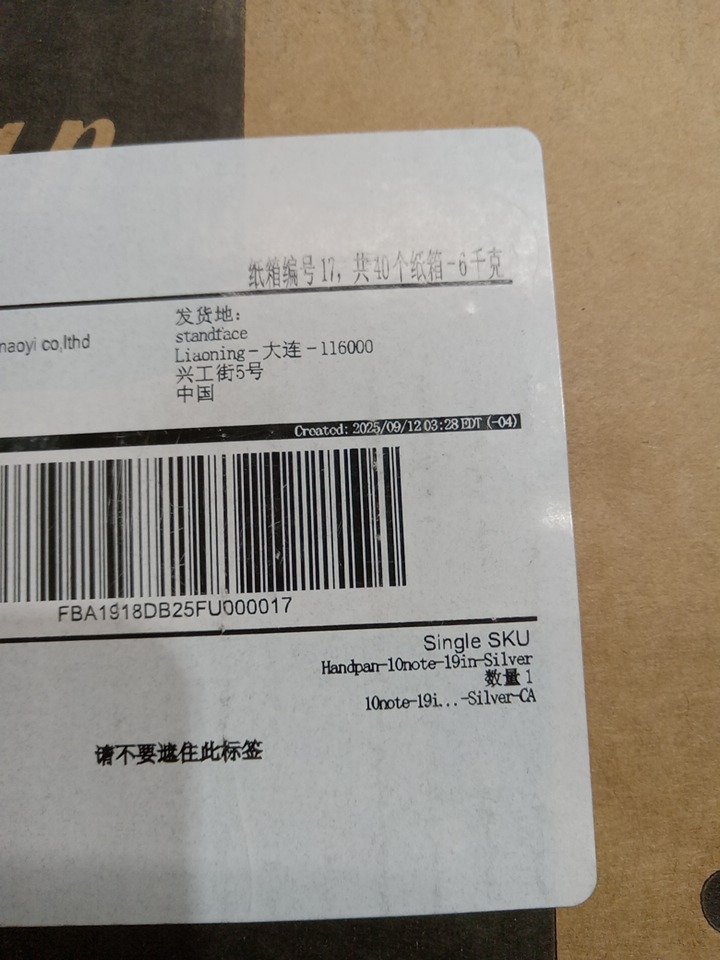 纸箱编号 17，共40个纸箱-6千克
发货地：
naoyi co,lthd
standface
Liaoning-大连-116000
兴工街5号
中国
Created: 2025/09/12 03:28 EDT (-04)
FBA1918DB25FU000017
Single SKU
Handpan-10note-19in-Silver
数量 1
10note-19i...-Silver-CA
请不要遮住此标签